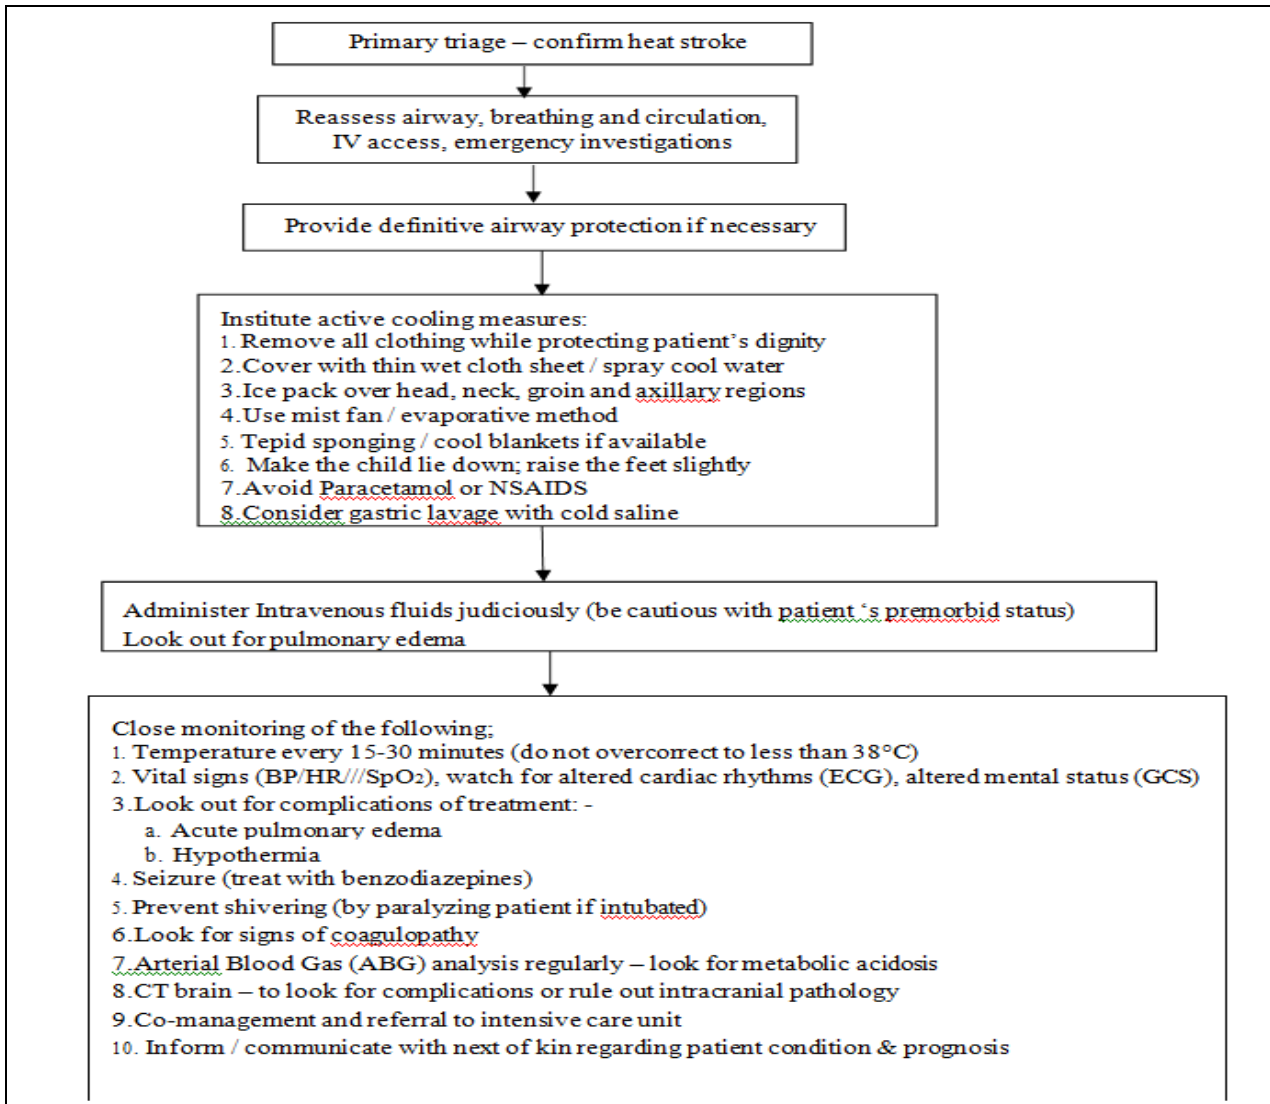 Primary triage – confirm heat stroke
Reassess airway, breathing and circulation,
IV access, emergency investigations
Provide definitive airway protection if necessary
Institute active cooling measures:
1. Remove all clothing while protecting patient's dignity
2.Cover with thin wet cloth sheet / spray cool water
3.Ice pack over head, neck, groin and axillary regions
4.Use mist fan / evaporative method
5. Tepid sponging / cool blankets if available
6. Make the child lie down; raise the feet slightly
7.Avoid Paracetamol or NSAIDS
8.Consider gastric lavage with cold saline
Administer Intravenous fluids judiciously (be cautious with patient ‘s premorbid status)
Look out for pulmonary edema
Close monitoring of the following;
1. Temperature every 15-30 minutes (do not overcorrect to less than 38°C)
2. Vital signs (BP/HR///SpO2), watch for altered cardiac rhythms (ECG), altered mental status (GCS)
3.Look out for complications of treatment: -
a. Acute pulmonary edema
b. Hypothermia
4. Seizure (treat with benzodiazepines)
5. Prevent shivering (by paralyzing patient if intubated)
6.Look for signs of coagulopathy
7.Arterial Blood Gas (ABG) analysis regularly – look for metabolic acidosis
8.CT brain – to look for complications or rule out intracranial pathology
9.Co-management and referral to intensive care unit
10. Inform / communicate with next of kin regarding patient condition & prognosis